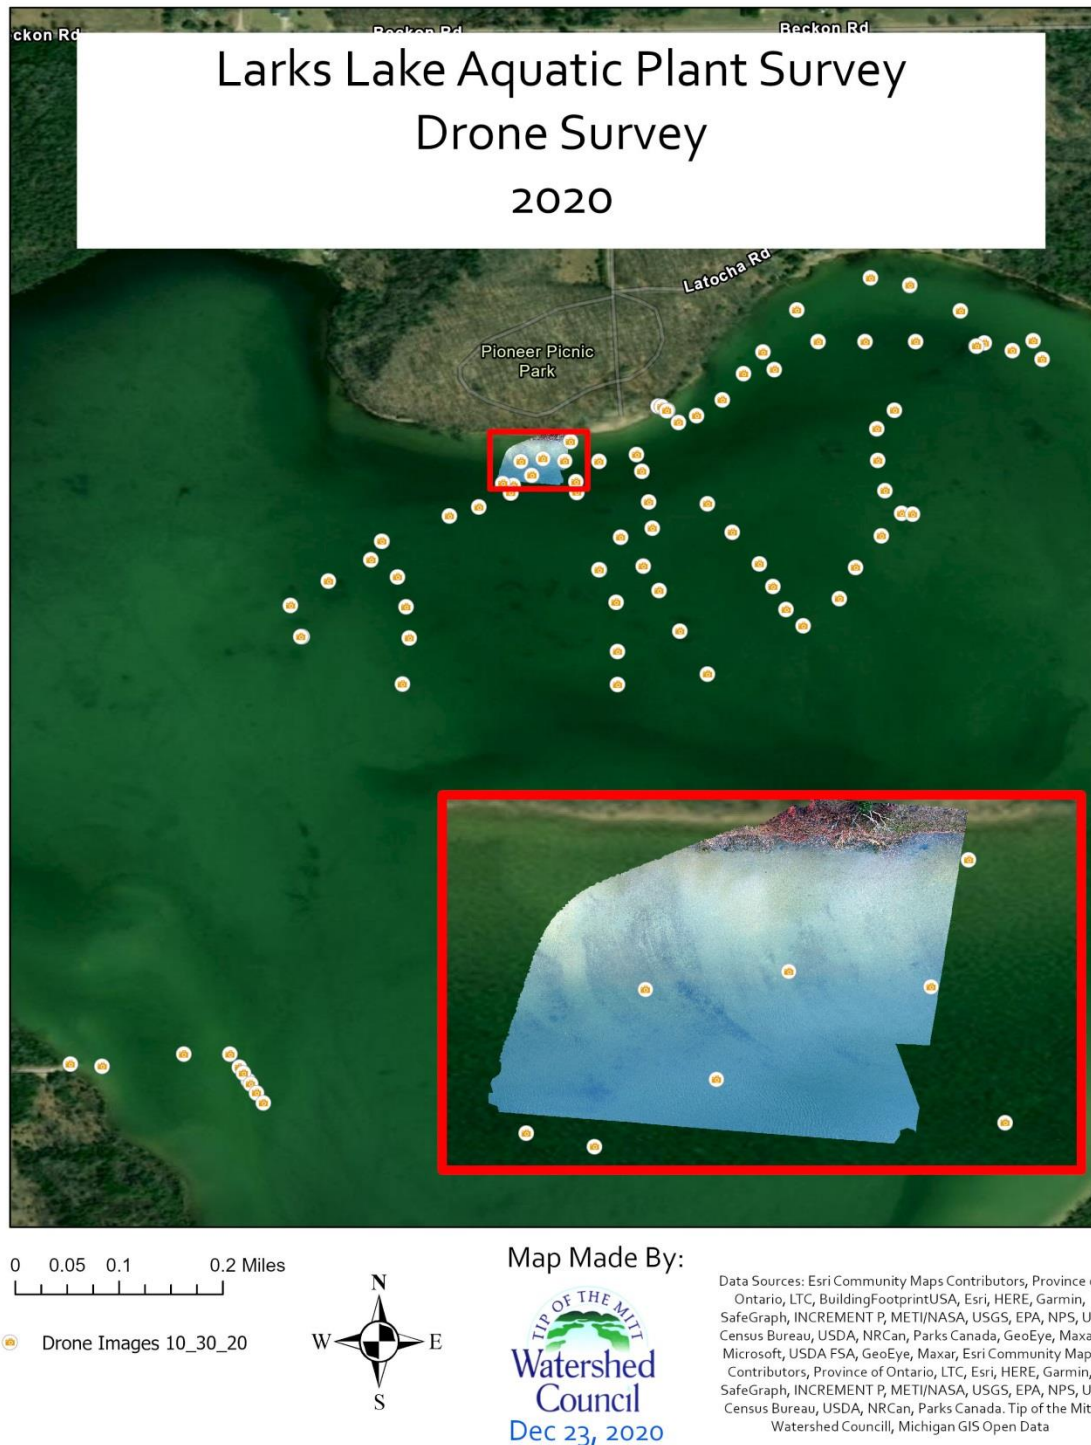 ckon Rd
Beckon Rd
Beckon Rd
Larks Lake Aquatic Plant Survey
Drone Survey
2020
Latocha Rd
Pioneer Picnic
Park
0 0.05 0.1 0.2 Miles
Drone Images 10_30_20
N
W E
S
Map Made By:
TIP OF THE MITT
Watershed
Council
Dec 23, 2020
Data Sources: Esri Community Maps Contributors, Province
Ontario, LTC, BuildingFootprintUSA, Esri, HERE, Garmin,
SafeGraph, INCREMENT P, METI/NASA, USGS, EPA, NPS, U
Census Bureau, USDA, NRCan, Parks Canada, GeoEye, Maxa
Microsoft, USDA FSA, GeoEye, Maxar, Esri Community Map
Contributors, Province of Ontario, LTC, Esri, HERE, Garmin,
SafeGraph, INCREMENT P, METI/NASA, USGS, EPA, NPS, U
Census Bureau, USDA, NRCan, Parks Canada. Tip of the Mit
Watershed Councill, Michigan GIS Open Data